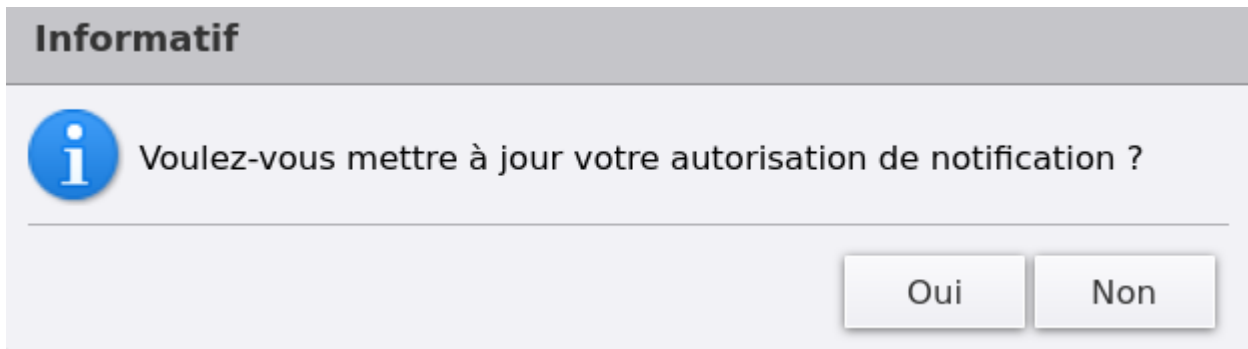 Informatif
Voulez-vous mettre à jour votre autorisation de notification ?
Oui
Non